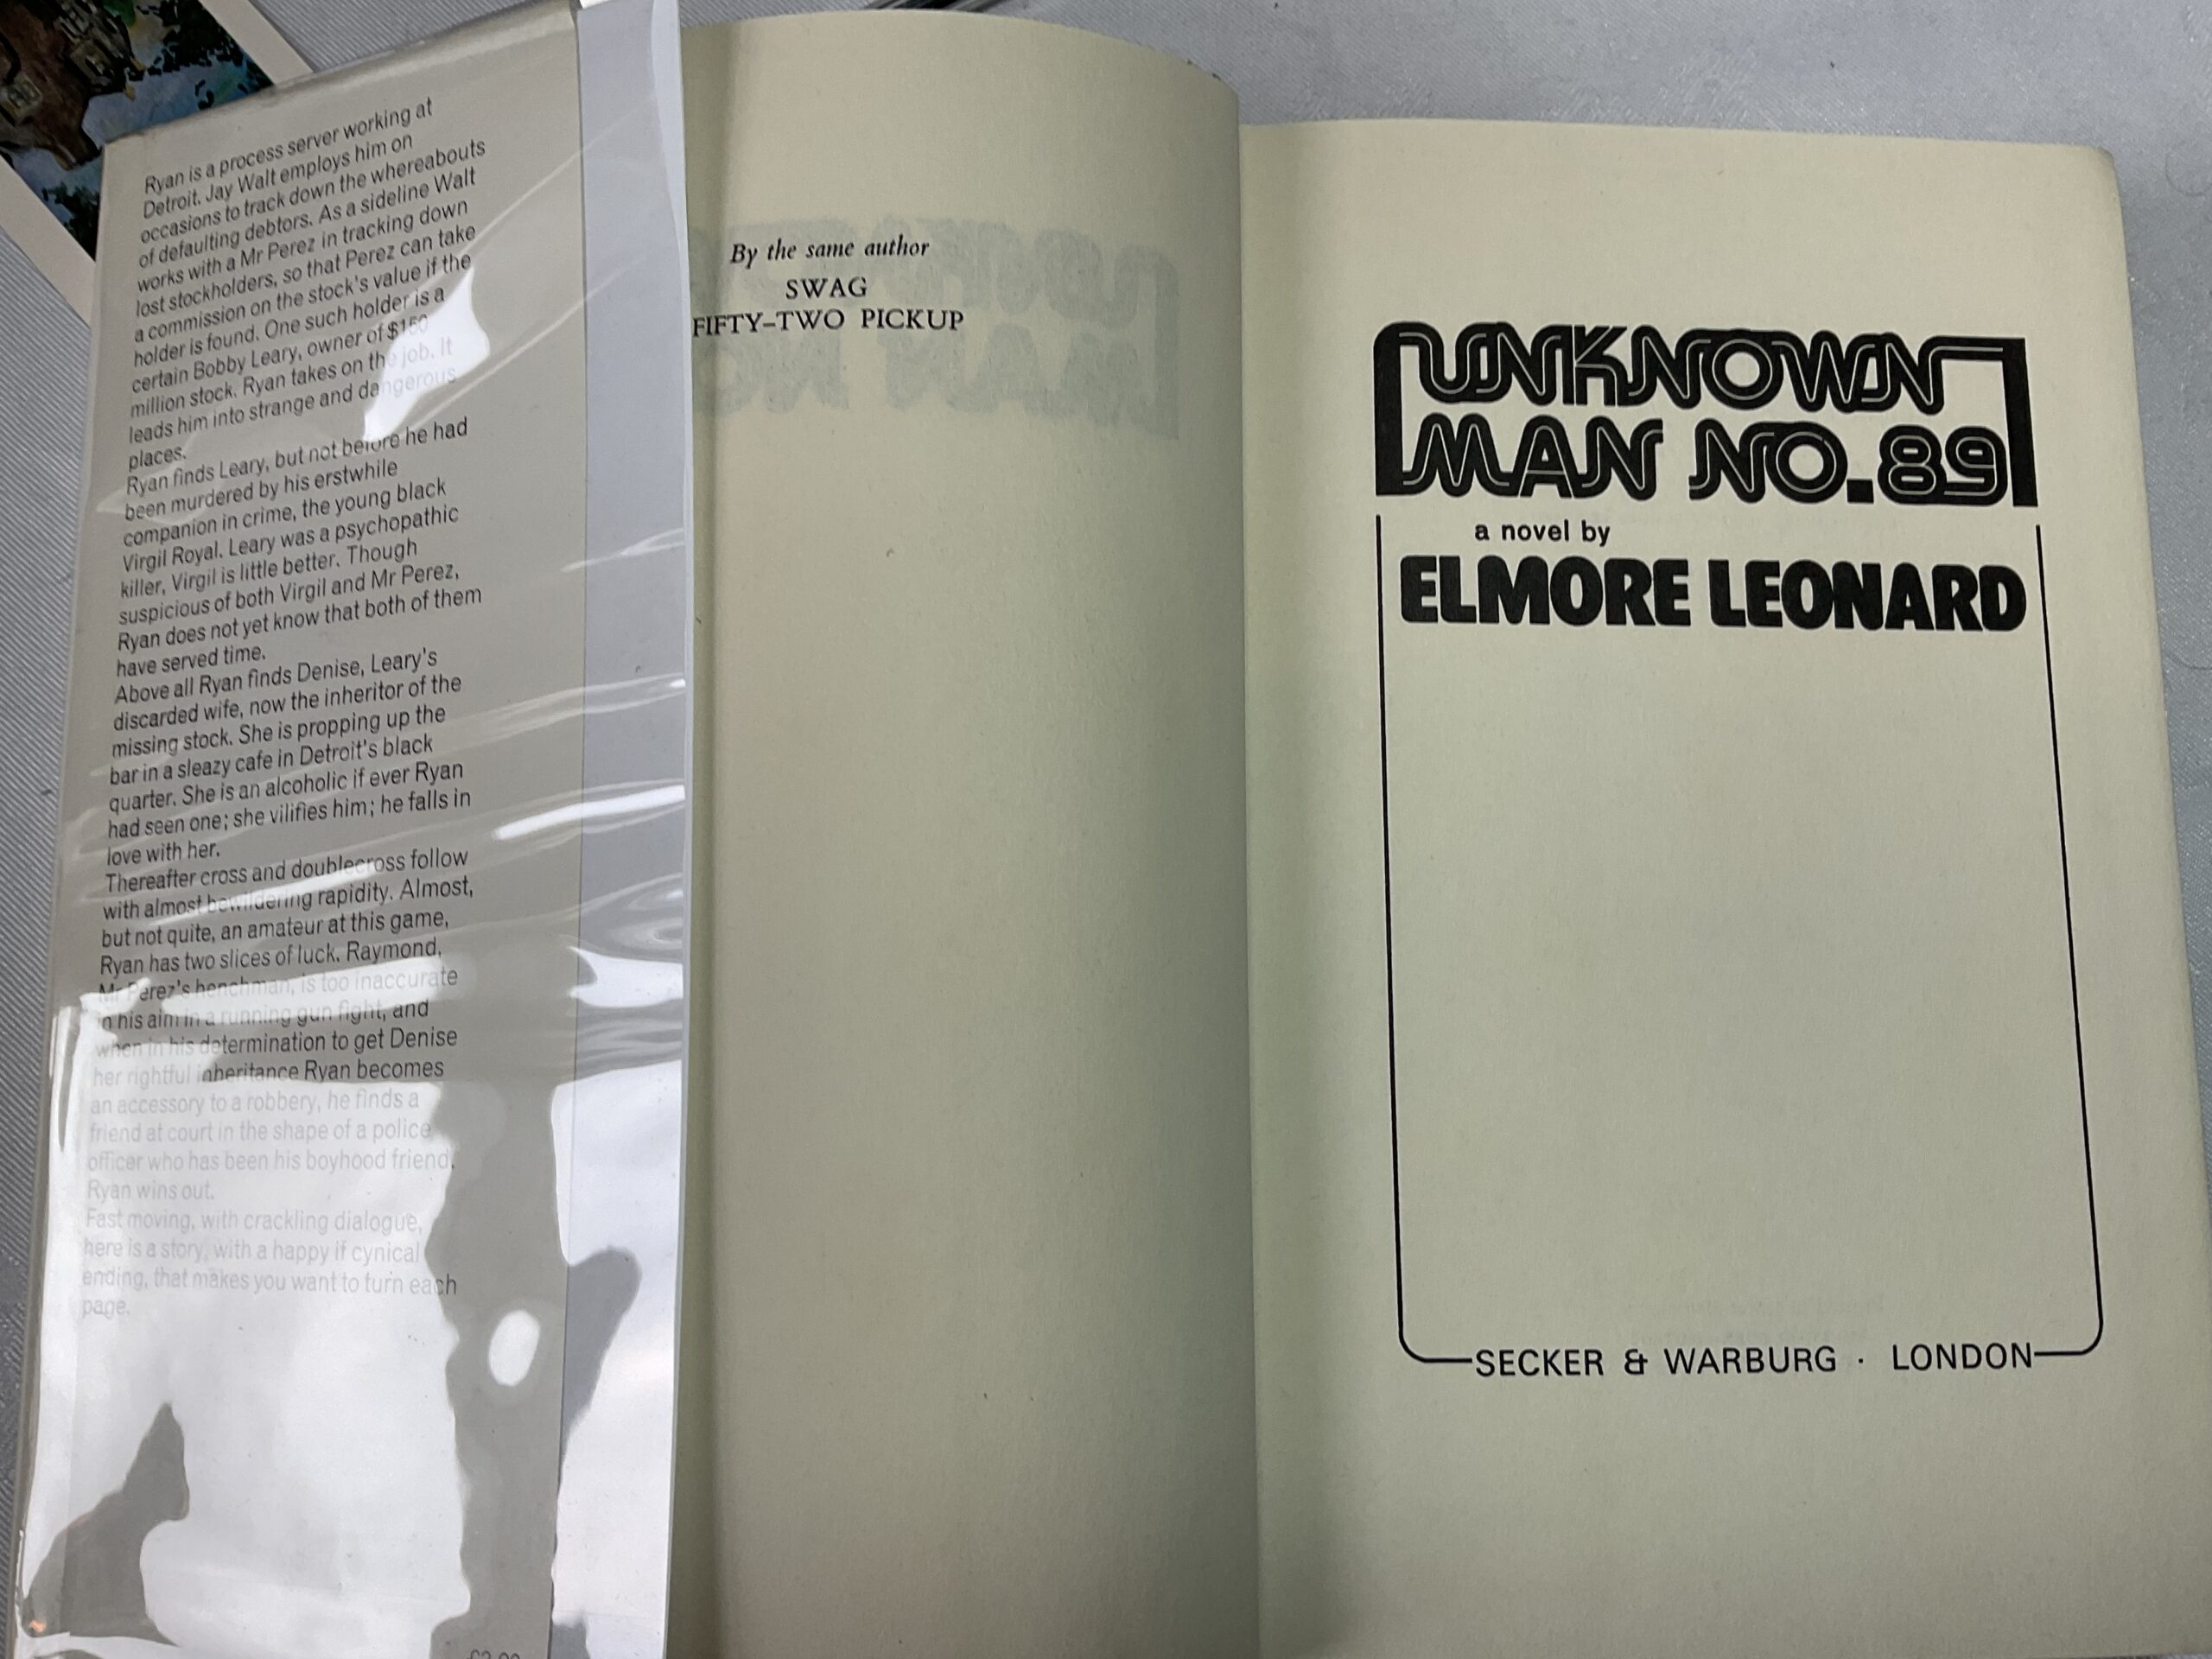 Ryan is a process server working at
Detroit. Jay Walt employs him on
occasions to track down the whereabouts
of defaulting debtors. As a sideline Walt
works with a Mr Perez in tracking down
lost stockholders, so that Perez can take
a commission on the stock's value if the
holder is found. One such holder is a
certain Bobby Leary, owner of $150
million stock. Ryan takes on the job. It
leads him into strange and dangerous
places.
Ryan finds Leary, but not before he had
been murdered by his erstwhile
companion in crime, the young black
Virgil Royal. Leary was a psychopathic
killer, Virgil is little better. Though
suspicious of both Virgil and Mr Perez,
Ryan does not yet know that both of them
have served time.
Above all Ryan finds Denise, Leary's
discarded wife, now the inheritor of the
missing stock. She is propping up the
bar in a sleazy cafe in Detroit's black
quarter. She is an alcoholic if ever Ryan
had seen one; she vilifies him; he falls in
love with her.
Thereafter cross and doublecross follow
with almost bewildering rapidity. Almost,
but not quite, an amateur at this game,
Ryan has two slices of luck. Raymond,
Mr Perez's henchman, is too inaccurate
in his aim in a running gun fight, and
when in his determination to get Denise
her rightful inheritance Ryan becomes
an accessory to a robbery, he finds a
friend at court in the shape of a police
officer who has been his boyhood friend.
Ryan wins out.
Fast moving, with crackling dialogue,
here is a story, with a happy if cynical
ending, that makes you want to turn each
page.
By the same author
SWAG
FIFTY-TWO PICKUP
UNKNOWN
MAN NO.89
a novel by
ELMORE LEONARD
SECKER & WARBURG · LONDON